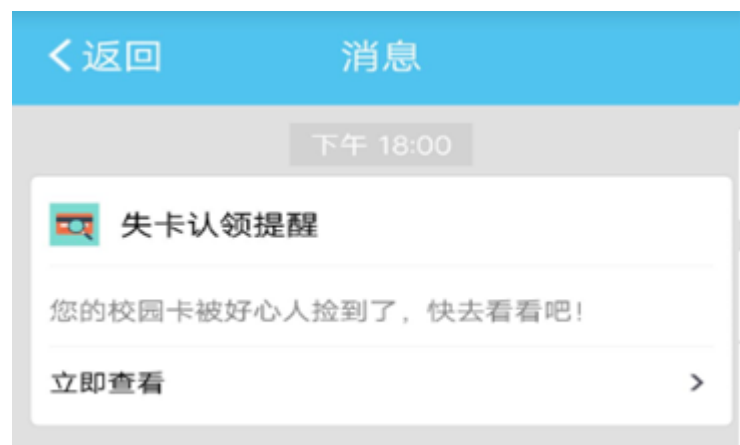 返回 消息
下午 18:00
失卡认领提醒
您的校园卡被好心人捡到了，快去看看吧！
立即查看